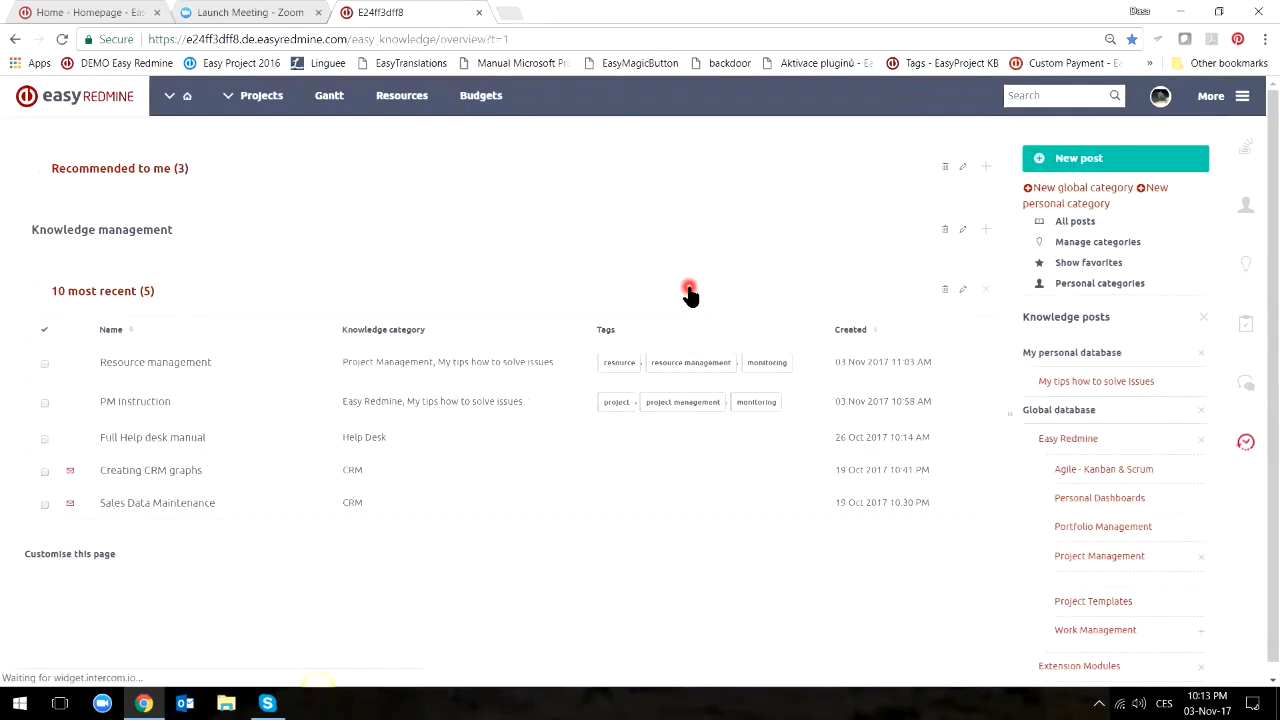 Home - Homepage - Eas
Launch Meeting - Zoom
E24ff3dff8
Secure
https://e24ff3dff8.de.easyredmine.com/easy_knowledge/overview?t=1
Apps
DEMO Easy Redmine
Easy Project 2016
Linguee
EasyTranslations
Manual Microsoft Pro
EasyMagicButton
backdoor
Aktivace pluginů - Ea
Tags - EasyProject KB
Custom Payment - Ea
»
Other bookmarks
easy REDMINE
Projects
Gantt
Resources
Budgets
Search
More
Recommended to me (3)
New post
New global category New
personal category
All posts
Knowledge management
Manage categories
Show favorites
10 most recent (5)
Personal categories
Knowledge posts
Name
Knowledge category
Tags
Created
My personal database
Resource management
Project Management, My tips how to solve issues
resource, resource management, monitoring
03 Nov 2017 11:03 AM
My tips how to solve issues
PM Instruction
Easy Redmine, My tips how to solve issues
project, project management, monitoring
03 Nov 2017 10:58 AM
Global database
Full Help desk manual
Help Desk
26 Oct 2017 10:14 AM
Easy Redmine
Creating CRM graphs
CRM
19 Oct 2017 10:41 PM
Agile - Kanban & Scrum
Sales Data Maintenance
CRM
19 Oct 2017 10:30 PM
Personal Dashboards
Portfolio Management
Customise this page
Project Management
Project Templates
Work Management
Extension Modules
Waiting for widget.intercom.io...
CES
10:13 PM
03-Nov-17